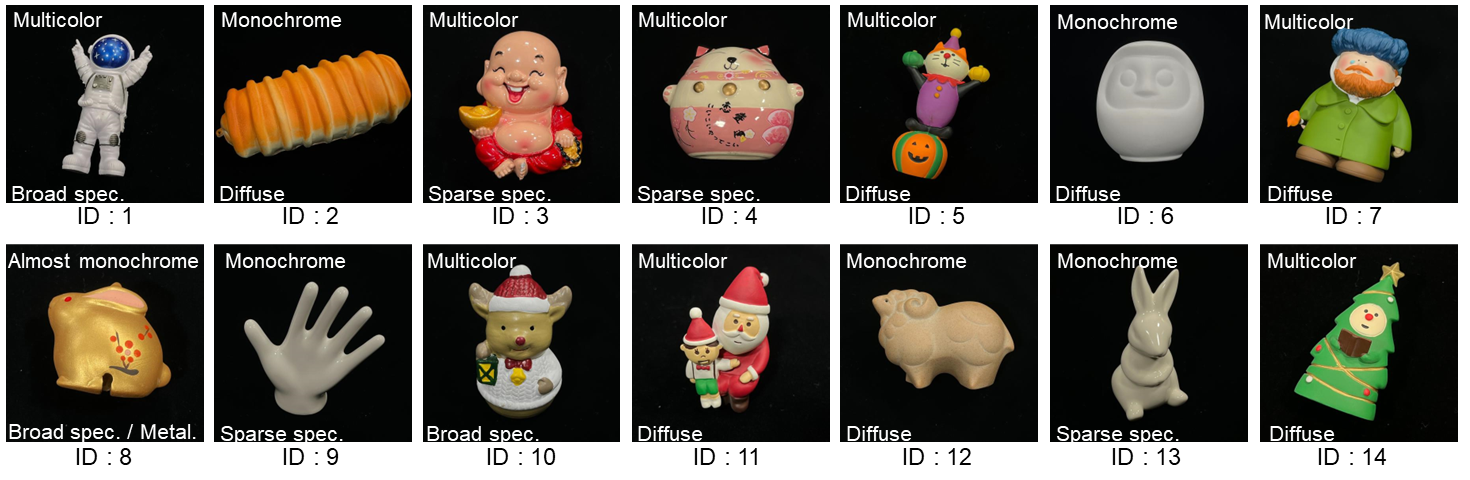 Multicolor
Broad spec.
ID : 1
Monochrome
Diffuse
ID : 2
Multicolor
Sparse spec.
ID : 3
Multicolor
Sparse spec.
ID : 4
Multicolor
Diffuse
ID : 5
Monochrome
Diffuse
ID : 6
Multicolor
Diffuse
ID : 7
Almost monochrome
Broad spec. / Metal.
ID : 8
Monochrome
Sparse spec.
ID : 9
Multicolor
Broad spec.
ID : 10
Multicolor
Diffuse
ID : 11
Monochrome
Diffuse
ID : 12
Monochrome
Sparse spec.
ID : 13
Multicolor
Diffuse
ID : 14